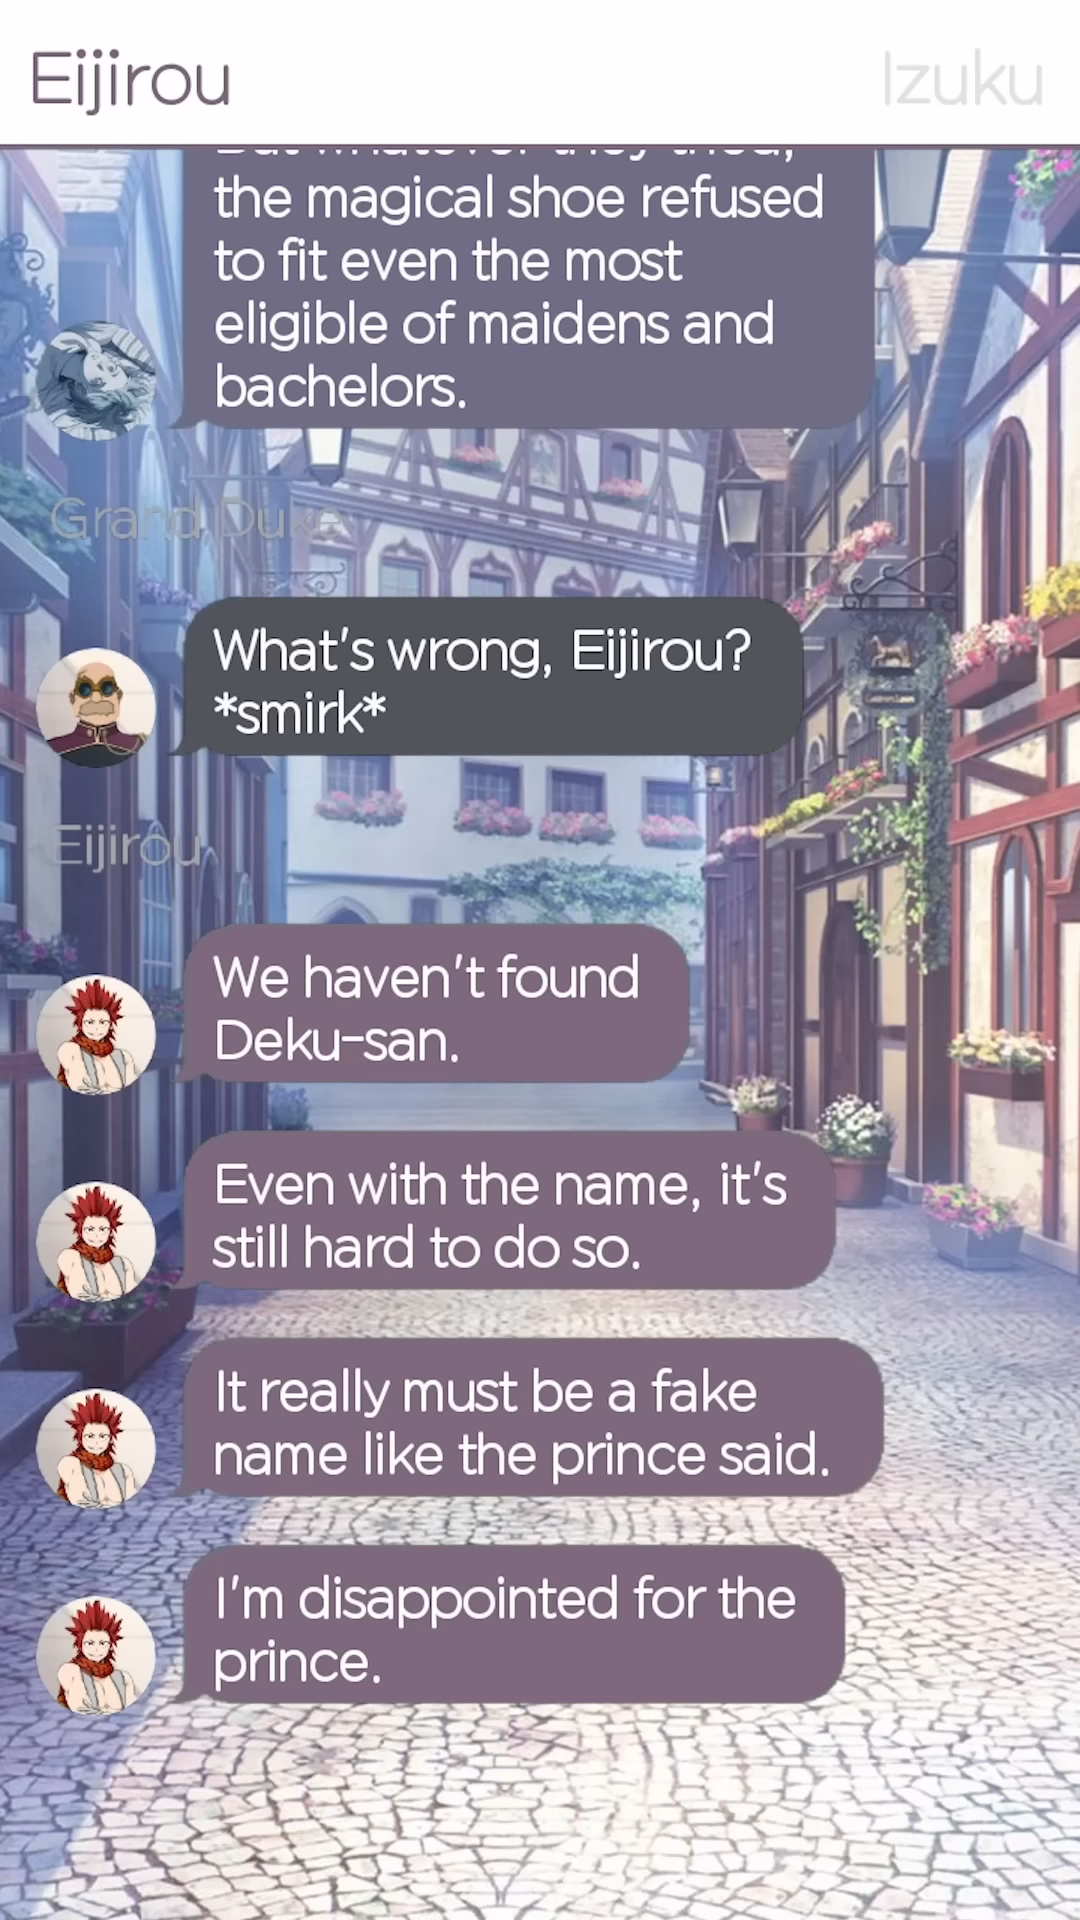 Eijirou
Izuku
the magical shoe refused
to fit even the most
eligible of maidens and
bachelors.
Grand Duke
What's wrong, Eijirou?
*smirk*
Eijirou
We haven't found
Deku-san.
Even with the name, it's
still hard to do so.
It really must be a fake
name like the prince said.
I'm disappointed for the
prince.